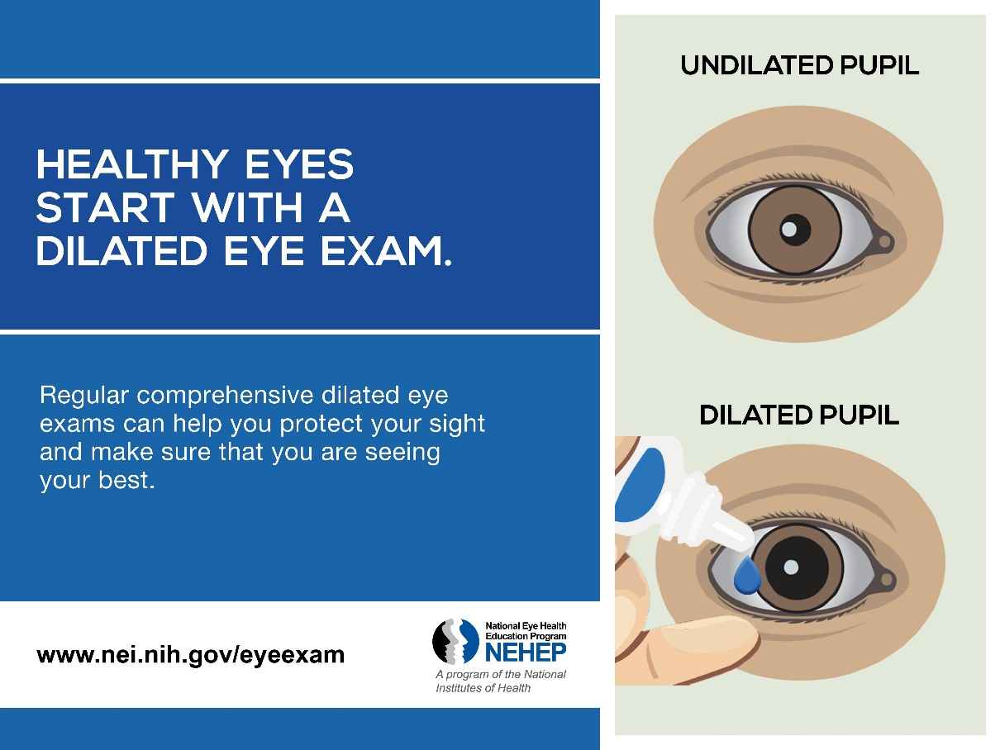 HEALTHY EYES
START WITH A
DILATED EYE EXAM.
Regular comprehensive dilated eye
exams can help you protect your sight
and make sure that you are seeing
your best.
www.nei.nih.gov/eyeexam
National Eye Health
Education Program
NEHEP
A program of the National
Institutes of Health
UNDILATED PUPIL
DILATED PUPIL